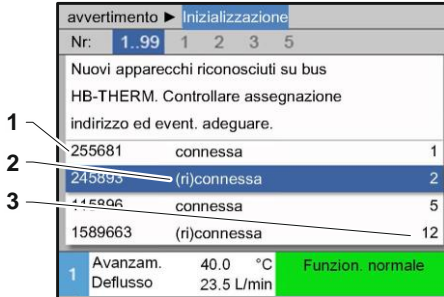 avvertimento ► Inizializzazione
Nr: 1..99 1 2 3 5
Nuovi apparecchi riconosciuti su bus
HB-THERM. Controllare assegnazione
indirizzo ed event. adeguare.
1
255681 connessa 1
2
245893 (ri)connessa 2
3
115896 connessa 5
1589663 (ri)connessa 12
1 Avanzam. 40.0 °C Funzion. normale
Deflusso 23.5 L/min